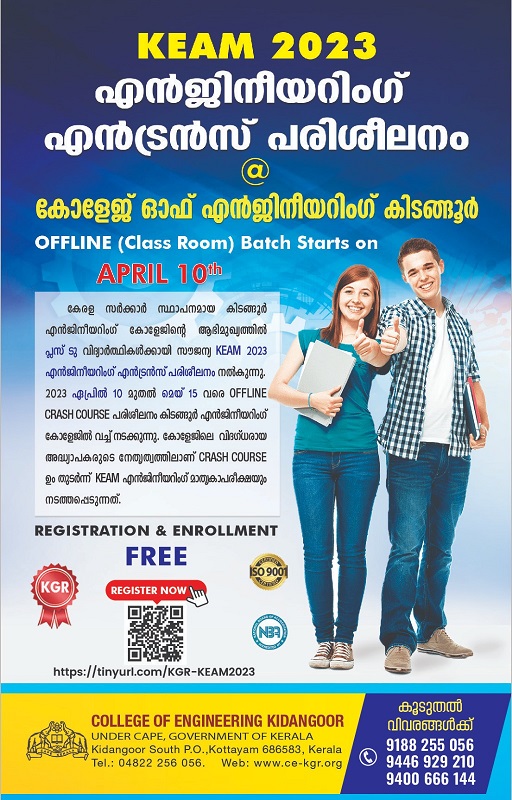 KEAM 2023
എൻജിനീയറിംഗ്
എൻട്രൻസ് പരിശീലനം
@
കോളേജ് ഓഫ് എൻജിനീയറിംഗ് കിടങ്ങൂർ
OFFLINE (Class Room) Batch Starts on
APRIL 10th
കേരള സർക്കാർ സ്ഥാപനമായ കിടങ്ങൂർ
എൻജിനീയറിംഗ് കോളേജിന്റെ ആഭിമുഖ്യത്തിൽ
പ്ലസ് ടു വിദ്യാർത്ഥികൾക്കായി സൗജന്യ KEAM 2023
എൻജിനീയറിംഗ് എൻട്രൻസ് പരിശീലനം നൽകുന്നു.
2023 ഏപ്രിൽ 10 മുതൽ മെയ് 15 വരെ OFFLINE
CRASH COURSE പരിശീലനം കിടങ്ങൂർ എൻജിനീയറിംഗ്
കോളേജിൽ വച്ച് നടക്കുന്നു. കോളേജിലെ വിദഗ്ധരായ
അദ്ധ്യാപകരുടെ നേതൃത്വത്തിലാണ് CRASH COURSE
ഉം തുടർന്ന് KEAM എൻജിനീയറിംഗ് മാതൃകാപരീക്ഷയും
നടത്തപ്പെടുന്നത്.
REGISTRATION & ENROLLMENT
FREE
KGR
REGISTER NOW
ISO 9001
NBA
https://tinyurl.com/KGR-KEAM2023
COLLEGE OF ENGINEERING KIDANGOOR
UNDER CAPE, GOVERNMENT OF KERALA
Kidangoor South P.O.,Kottayam 686583, Kerala
Tel.: 04822 256 056. Web: www.ce-kgr.org
കൂടുതൽ
വിവരങ്ങൾക്ക്
9188 255 056
9446 929 210
9400 666 144